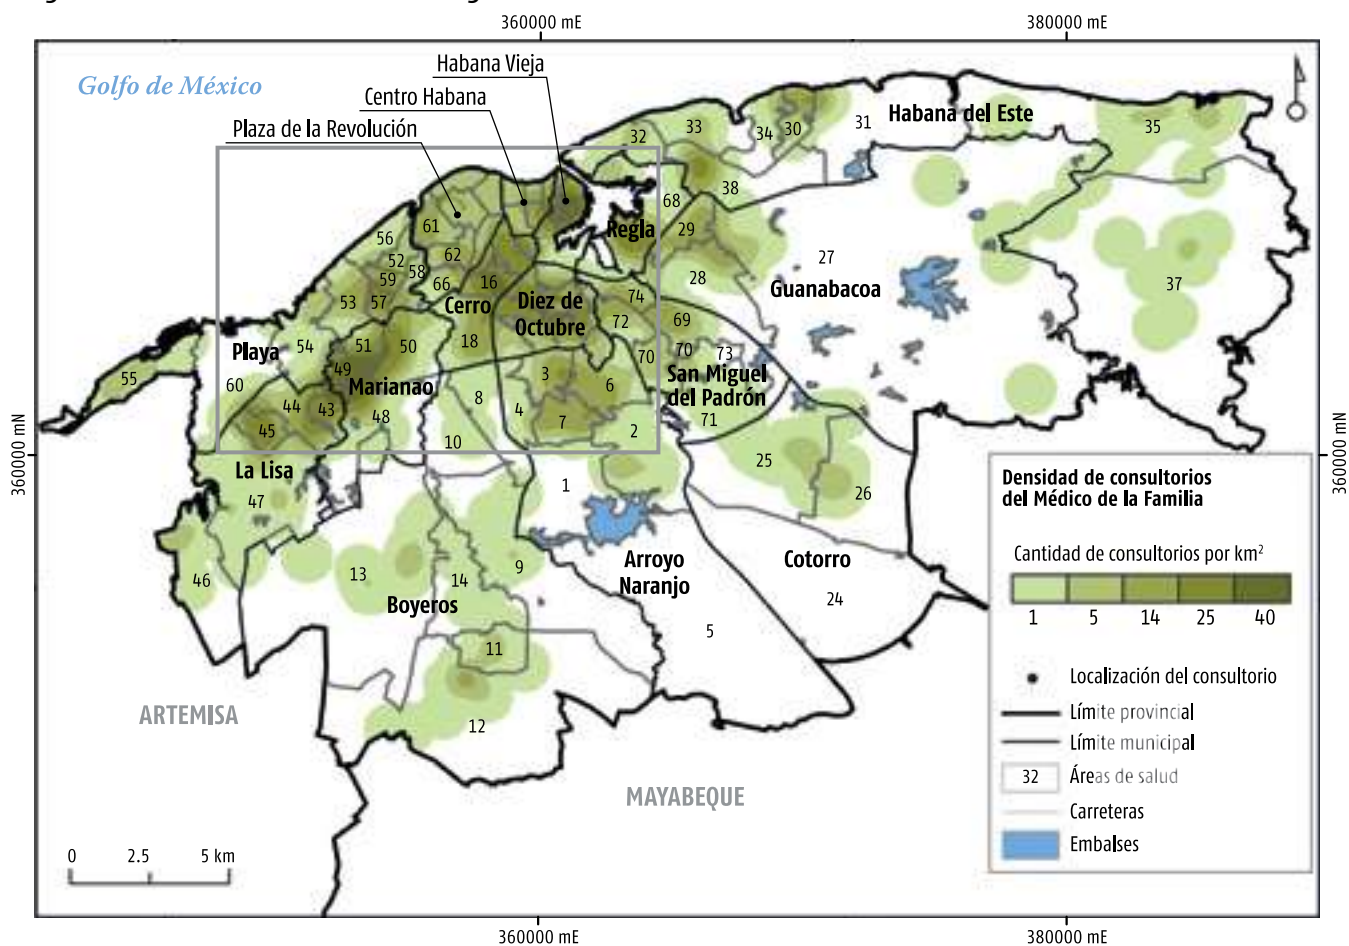 360000 mE
380000 mE
Golfo de México
Habana Vieja
Centro Habana
Plaza de la Revolución
Habana del Este
32
33
34
30
31
35
38
68
61
56
Regla
29
27
52
58
62
59
66
16
28
37
Guanabacoa
53
57
Cerro
Diez de
Octubre
74
72
69
54
51
50
18
70
70
73
Playa
55
60
49
Marianao
3
6
San Miguel
del Padrón
44
43
48
8
4
7
71
45
10
2
360000 mN
360000 mN
La Lisa
47
1
25
26
46
13
14
9
Arroyo
Naranjo
Cotorro
Boyeros
24
5
11
12
ARTEMISA
MAYABEQUE
0
2.5
5 km
Densidad de consultorios
del Médico de la Familia
Cantidad de consultorios por km²
1
5
14
25
40
Localización del consultorio
Límite provincial
Límite municipal
32
Áreas de salud
Carreteras
Embalses
360000 mE
380000 mE